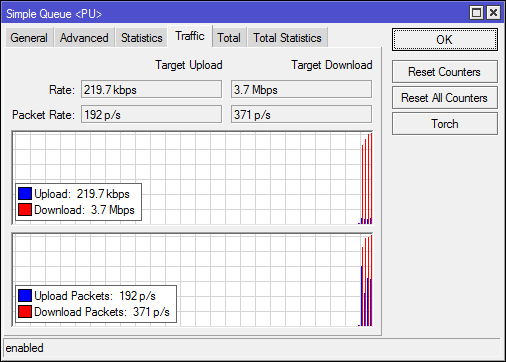 Simple Queue <PU>
General Advanced Statistics Traffic Total Total Statistics
OK
Reset Counters
Reset All Counters
Torch
Target Upload Target Download
Rate: 219.7 kbps 3.7 Mbps
Packet Rate: 192 p/s 371 p/s
Upload: 219.7 kbps
Download: 3.7 Mbps
Upload Packets: 192 p/s
Download Packets: 371 p/s
enabled